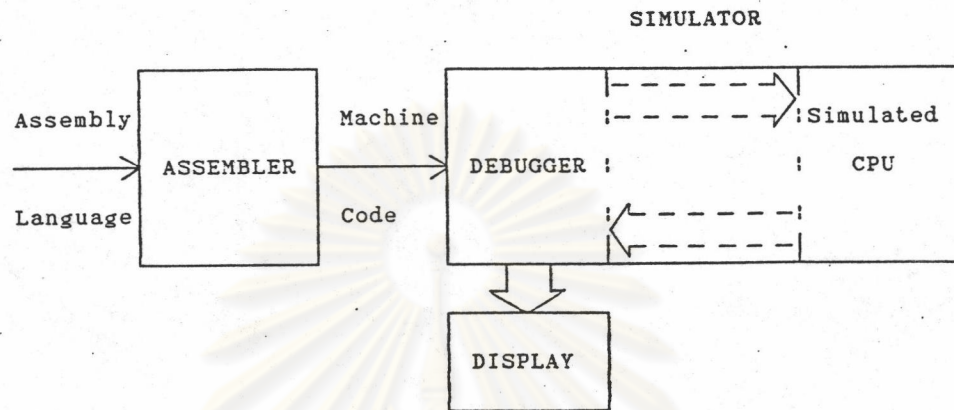 SIMULATOR
Assembly
Language
ASSEMBLER
Machine
Code
DEBUGGER
Simulated
CPU
DISPLAY